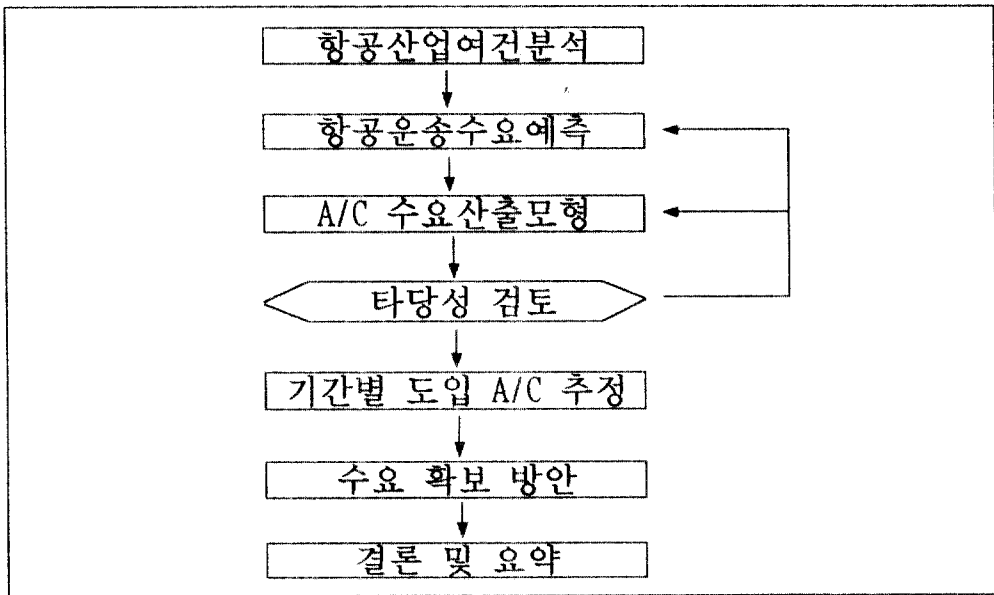 항공산업여건분석
항공운송수요예측
A/C 수요산출모형
타당성 검토
기간별 도입 A/C 추정
수요 확보 방안
결론 및 요약